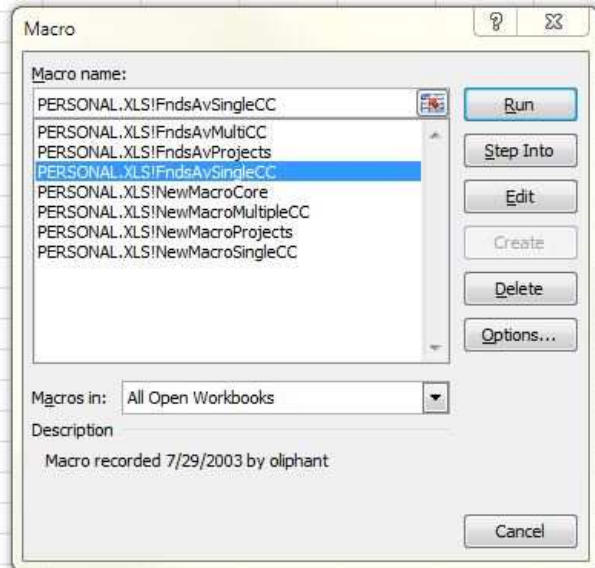 Macro
Macro name:
PERSONAL.XLS!FndsAvSingleCC
PERSONAL.XLS!FndsAvMultiCC
PERSONAL.XLS!FndsAvProjects
PERSONAL.XLS!FndsAvSingleCC
PERSONAL.XLS!NewMacroCore
PERSONAL.XLS!NewMacroMultipleCC
PERSONAL.XLS!NewMacroProjects
PERSONAL.XLS!NewMacroSingleCC
Run
Step Into
Edit
Create
Delete
Options...
Macros in: All Open Workbooks
Description
Macro recorded 7/29/2003 by oliphant
Cancel